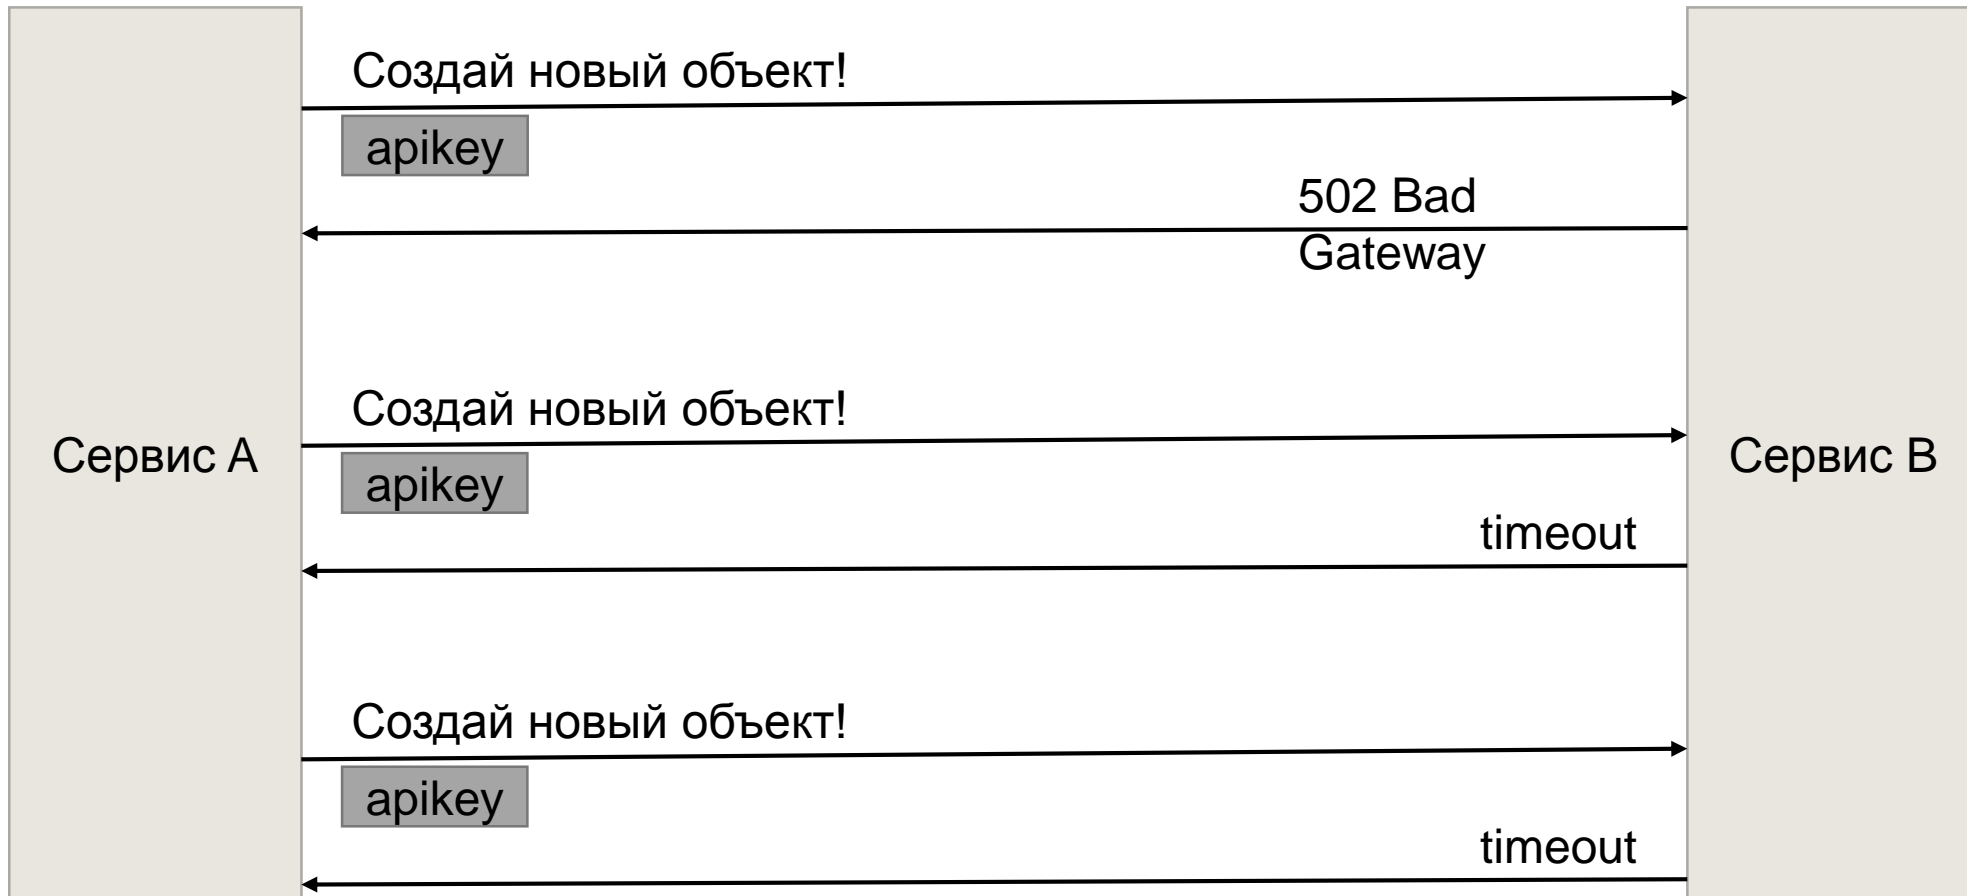 Создай новый объект!
apikey
502 Bad
Gateway
Создай новый объект!
Сервис А
Сервис В
apikey
timeout
Создай новый объект!
apikey
timeout